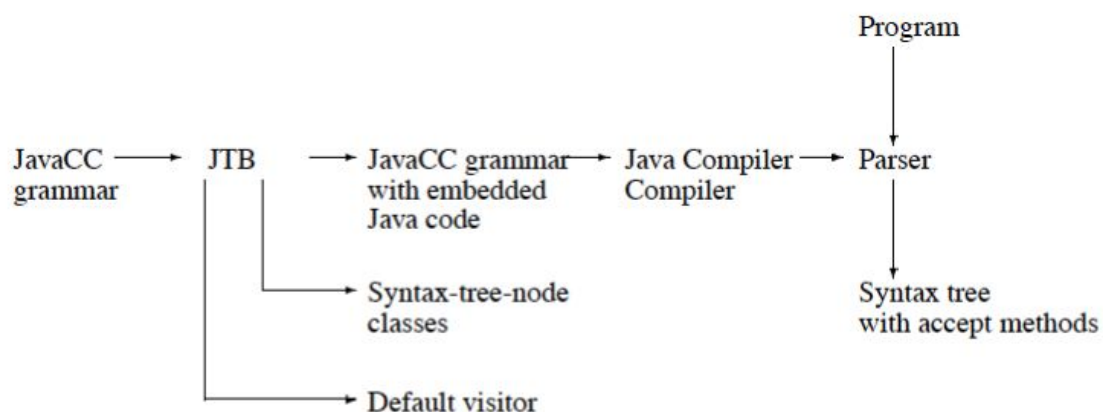 Program
JavaCC
grammar
JTB
JavaCC grammar
with embedded
Java code
Java Compiler
Compiler
Parser
Syntax-tree-node
classes
Syntax tree
with accept methods
Default visitor